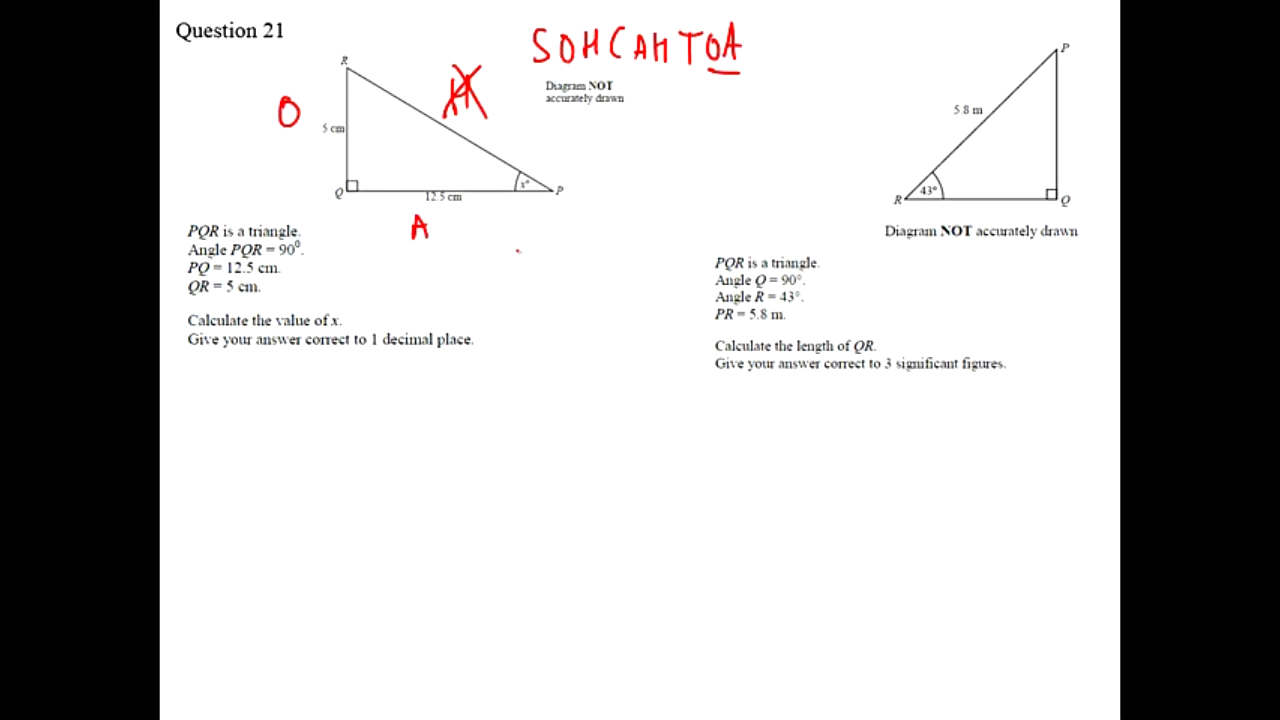 Question 21
SOHCAHTOA
R
H
Diagram NOT
accurately drawn
O
5 cm
Q
12.5 cm
x°
P
A
PQR is a triangle.
Angle PQR = 90⁰.
PQ = 12.5 cm.
QR = 5 cm.
Calculate the value of x.
Give your answer correct to 1 decimal place.
P
5.8 m
R
43°
Q
Diagram NOT accurately drawn
PQR is a triangle.
Angle Q = 90°.
Angle R = 43°.
PR = 5.8 m.
Calculate the length of QR.
Give your answer correct to 3 significant figures.